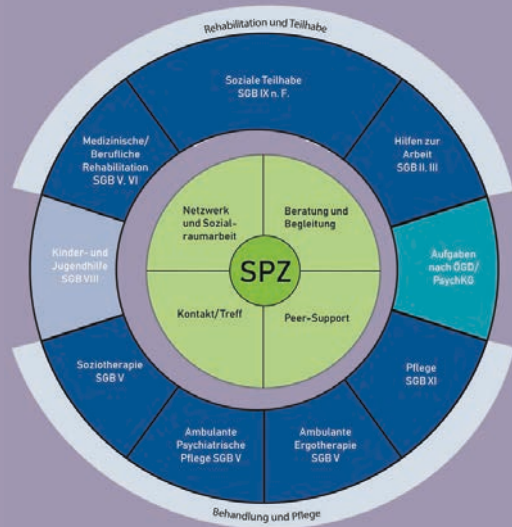 Rehabilitation und Teilhabe
Soziale Teilhabe
SGB IX n. F.
Medizinische/
Berufliche
Rehabilitation
SGB V, VI
Hilfen zur
Arbeit
SGB II, III
Netzwerk
und Sozial-
raumarbeit
Beratung und
Begleitung
Kinder- und
Jugendhilfe
SGB VIII
SPZ
Aufgaben
nach ÖGD/
PsychKG
Kontakt/Treff
Peer-Support
Soziotherapie
SGB V
Pflege
SGB XI
Ambulante
Psychiatrische
Pflege SGB V
Ambulante
Ergotherapie
SGB V
Behandlung und Pflege